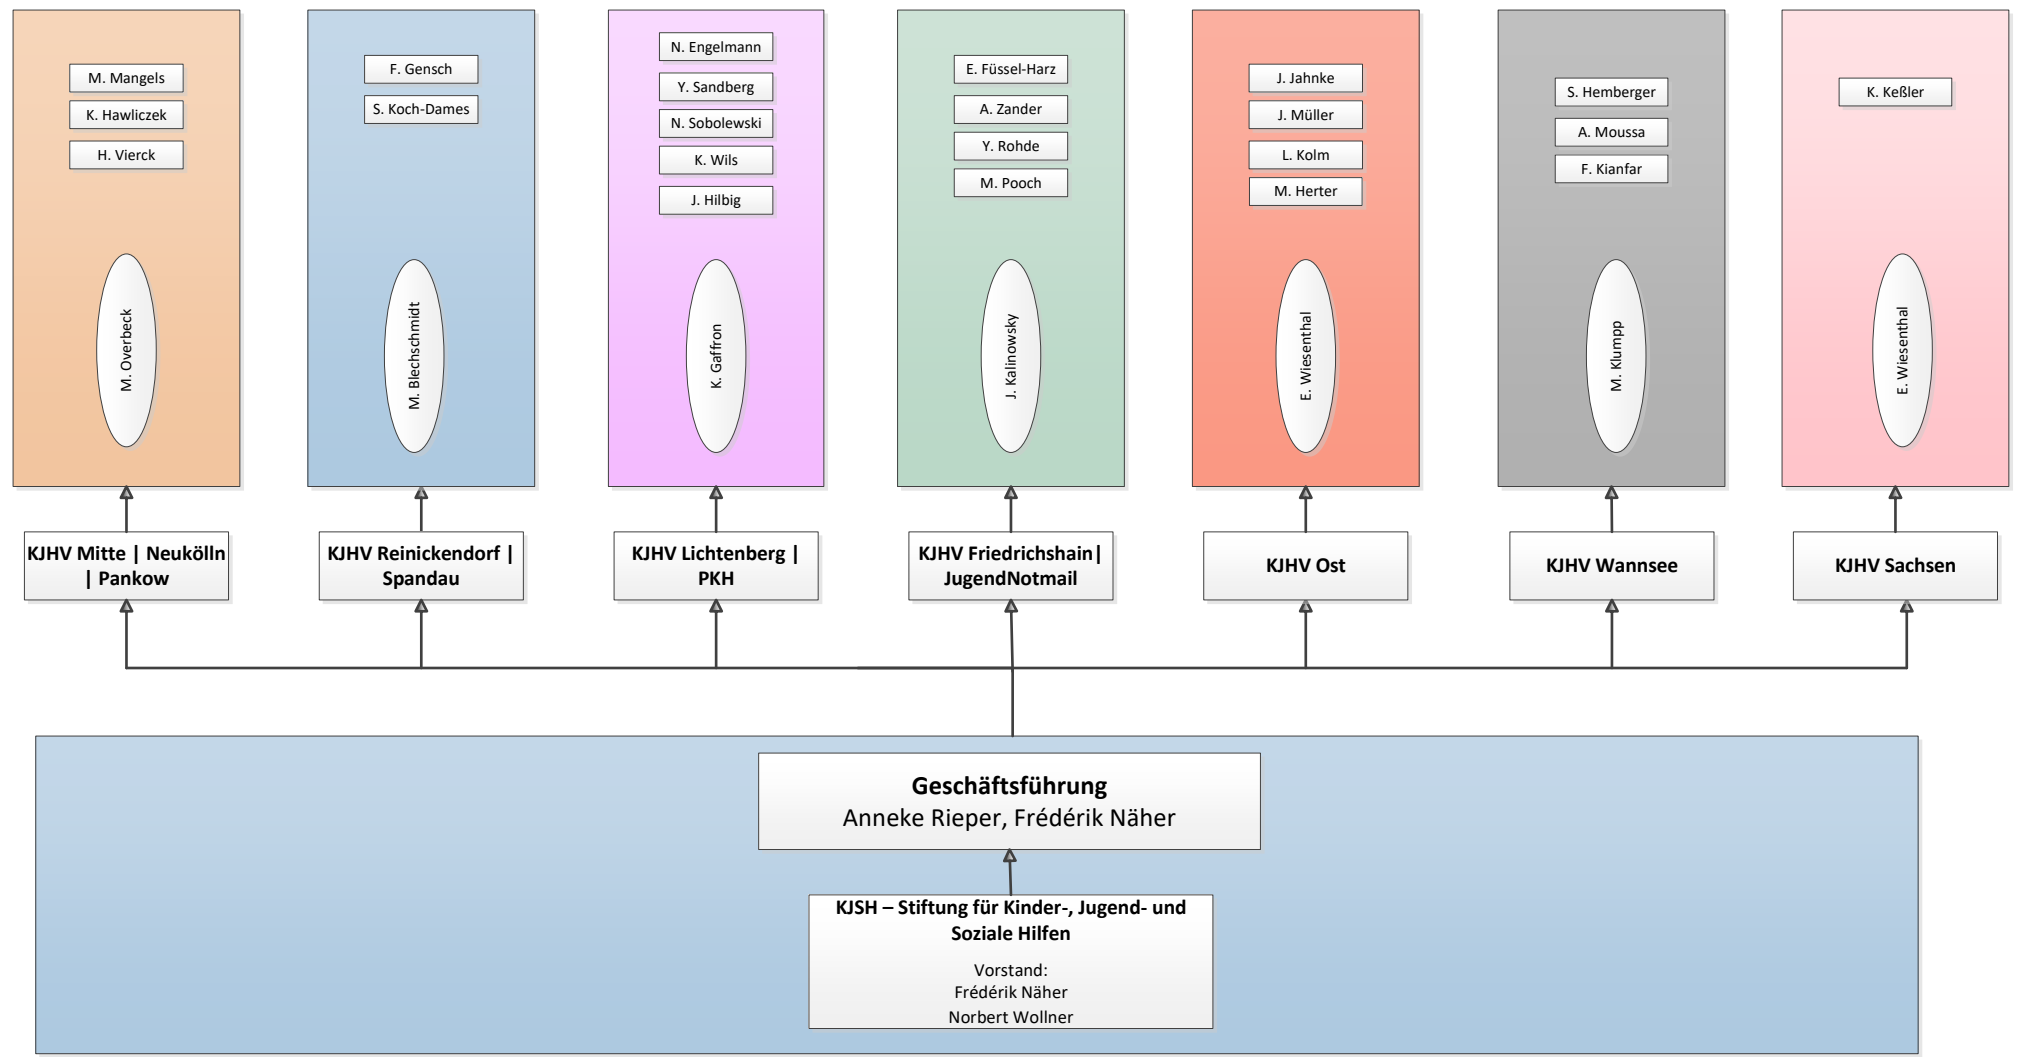 M. Mangels
K. Hawliczek
H. Vierck
M. Overbeck
KJHV Mitte | Neukölln
| Pankow
F. Gensch
S. Koch-Dames
M. Blechschmidt
KJHV Reinickendorf |
Spandau
N. Engelmann
Y. Sandberg
N. Sobolewski
K. Wils
J. Hilbig
K. Gaffron
KJHV Lichtenberg |
PKH
E. Füssel-Harz
A. Zander
Y. Rohde
M. Pooch
J. Kalinowsky
KJHV Friedrichshain|
JugendNotmail
J. Jahnke
J. Müller
L. Kolm
M. Herter
E. Wiesenthal
KJHV Ost
S. Hemberger
A. Moussa
F. Kianfar
M. Klumpp
KJHV Wannsee
K. Keßler
E. Wiesenthal
KJHV Sachsen
Geschäftsführung
Anneke Rieper, Frédérik Näher
KJSH – Stiftung für Kinder-, Jugend- und
Soziale Hilfen
Vorstand:
Frédérik Näher
Norbert Wollner